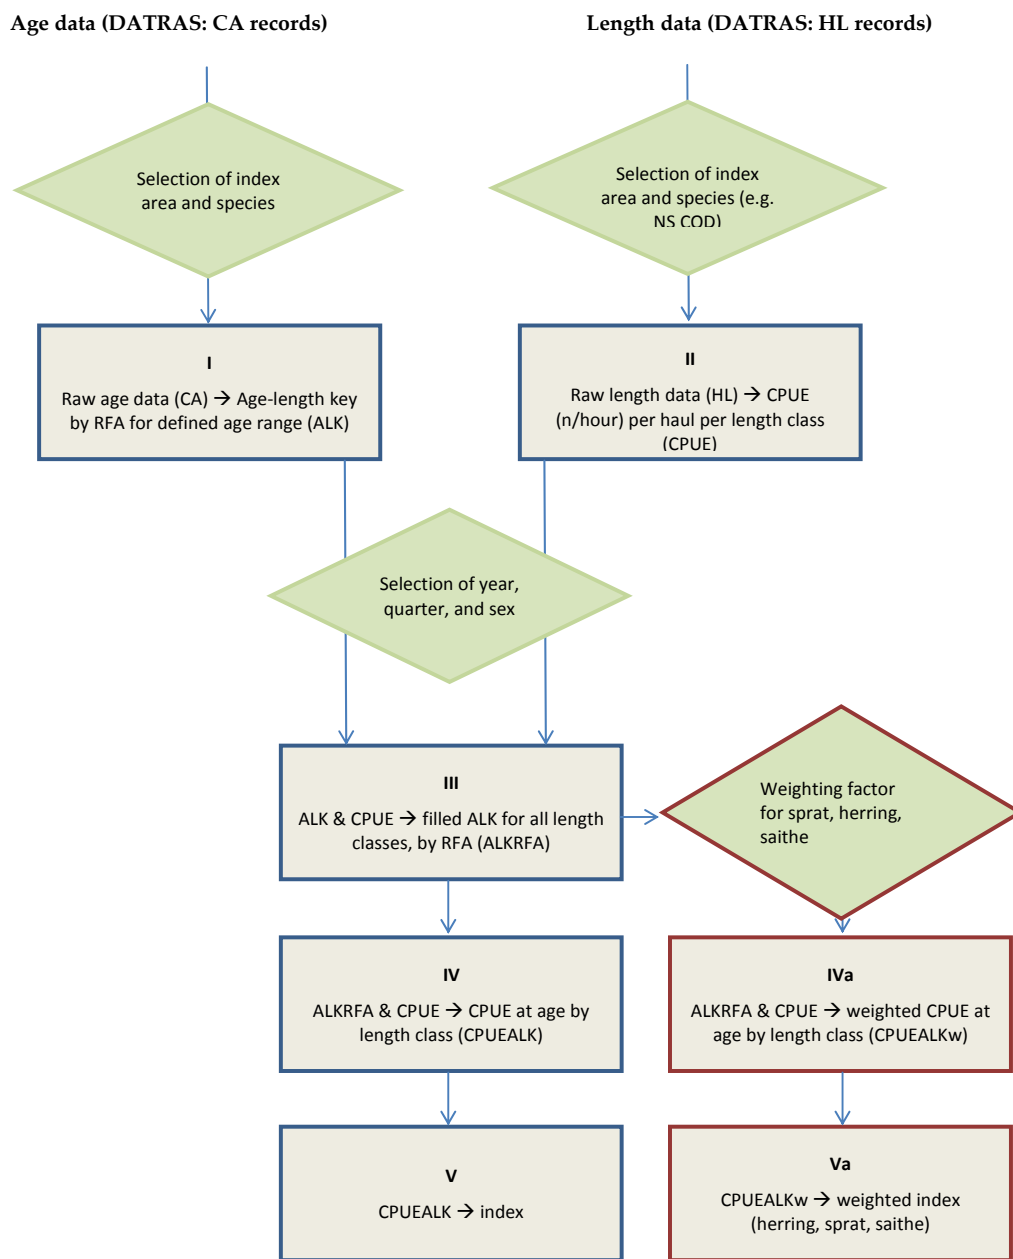 Age data (DATRAS: CA records)
Length data (DATRAS: HL records)
Selection of index
area and species
Selection of index
area and species (e.g.
NS COD)
I
Raw age data (CA) → Age-length key
by RFA for defined age range (ALK)
II
Raw length data (HL) → CPUE
(n/hour) per haul per length class
(CPUE)
Selection of year,
quarter, and sex
III
ALK & CPUE → filled ALK for all length
classes, by RFA (ALKRFA)
Weighting factor
for sprat, herring,
saithe
IV
ALKRFA & CPUE → CPUE at age by
length class (CPUEALK)
IVa
ALKRFA & CPUE → weighted CPUE at
age by length class (CPUEALKw)
V
CPUEALK → index
Va
CPUEALKw → weighted index
(herring, sprat, saithe)